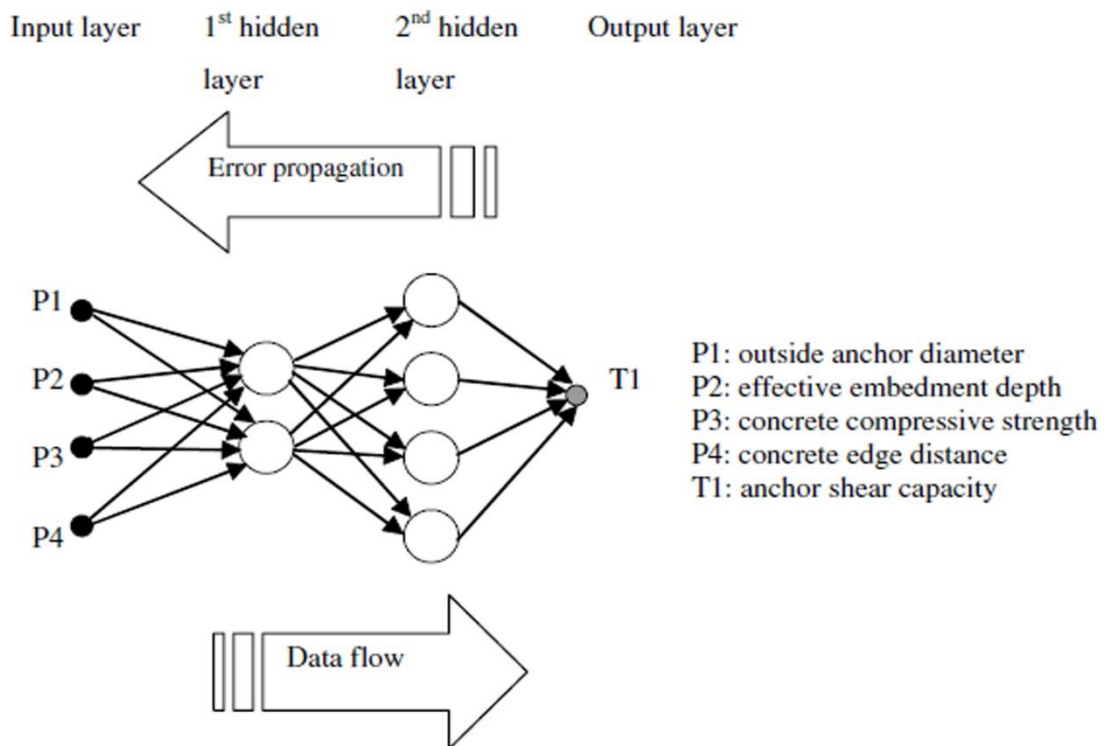 Input layer 1st hidden 2nd hidden Output layer
layer layer
Error propagation
P1
P2
P3
P4
T1
P1: outside anchor diameter
P2: effective embedment depth
P3: concrete compressive strength
P4: concrete edge distance
T1: anchor shear capacity
Data flow